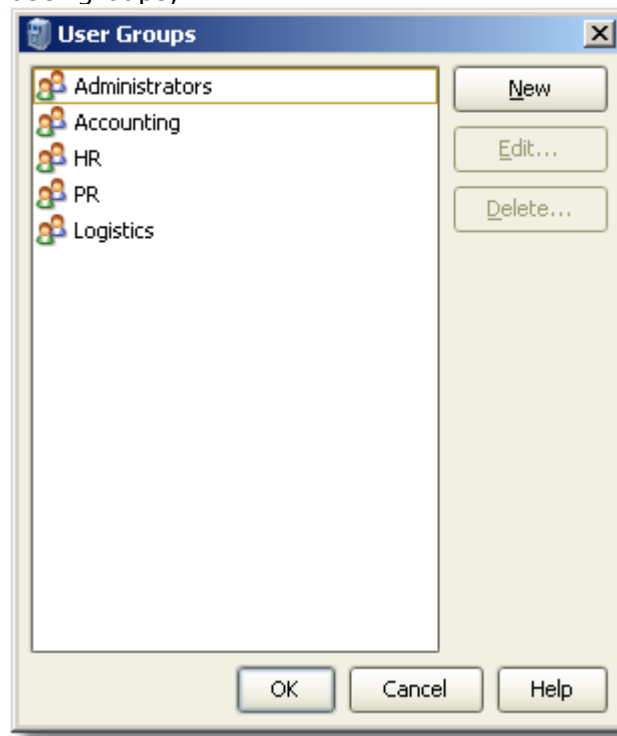 User Groups
Administrators
Accounting
HR
PR
Logistics
New
Edit...
Delete...
OK
Cancel
Help